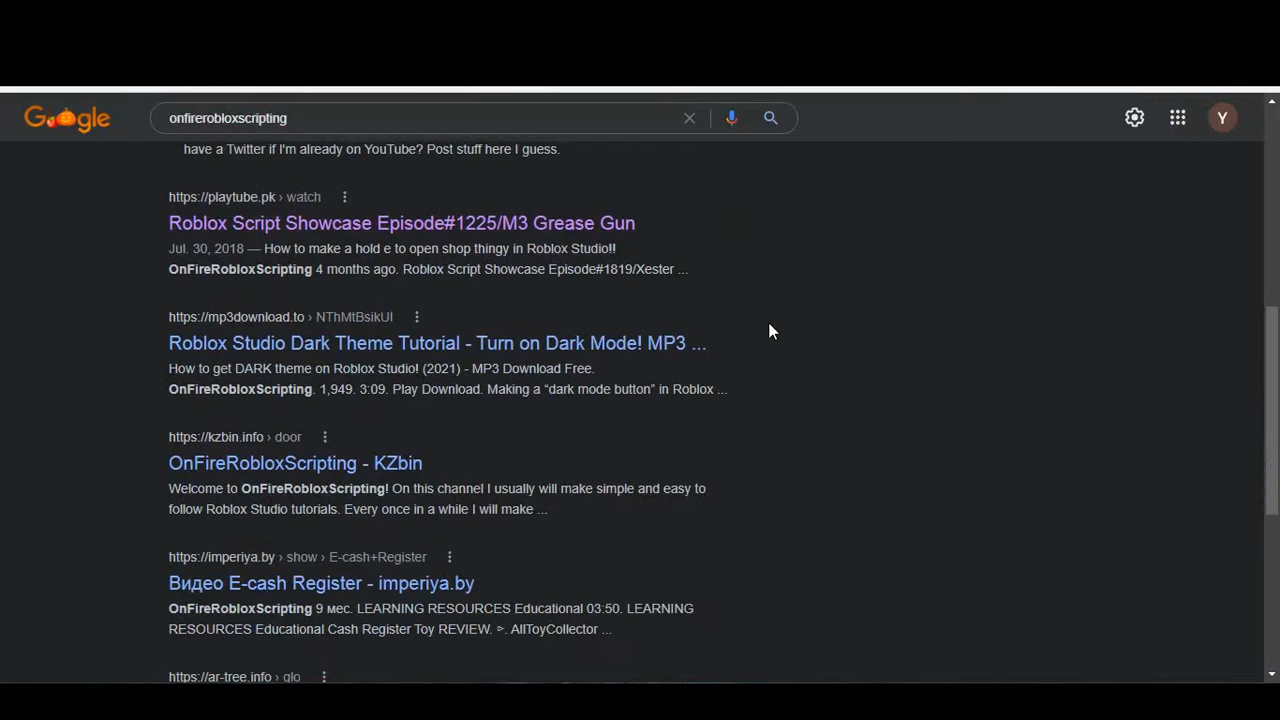 Google
onfirerobloxscripting
Y
have a Twitter if I'm already on YouTube? Post stuff here I guess.
https://playtube.pk › watch
Roblox Script Showcase Episode#1225/M3 Grease Gun
Jul. 30, 2018 — How to make a hold e to open shop thingy in Roblox Studio!!
OnFireRobloxScripting 4 months ago. Roblox Script Showcase Episode#1819/Xester ...
https://mp3download.to › NThMtBsikUI
Roblox Studio Dark Theme Tutorial - Turn on Dark Mode! MP3 ...
How to get DARK theme on Roblox Studio! (2021) - MP3 Download Free.
OnFireRobloxScripting. 1,949. 3:09. Play Download. Making a “dark mode button” in Roblox ...
https://kzbin.info › door
OnFireRobloxScripting - KZbin
Welcome to OnFireRobloxScripting! On this channel I usually will make simple and easy to
follow Roblox Studio tutorials. Every once in a while I will make ...
https://imperiya.by › show › E-cash+Register
Видео E-cash Register - imperiya.by
OnFireRobloxScripting 9 мес. LEARNING RESOURCES Educational 03:50. LEARNING
RESOURCES Educational Cash Register Toy REVIEW. ⊳. AllToyCollector ...
https://ar-tree.info › glo